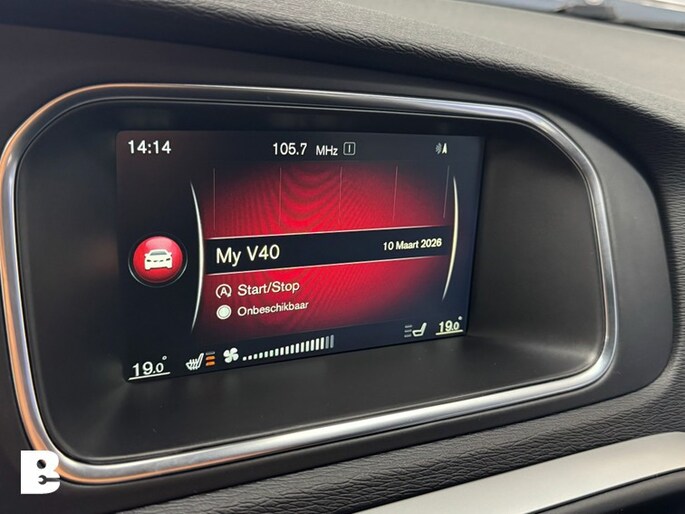 14:14
105.7 MHz I
My V40
10 Maart 2026
Start/Stop
Onbeschikbaar
19.0°
19.0°
B